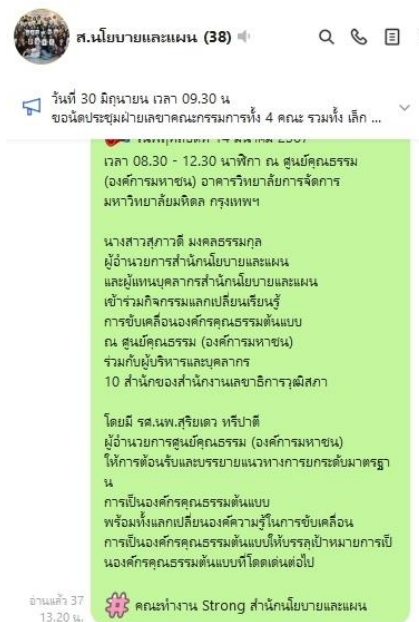 ส.นโยบายและแผน (38)
วันที่ 30 มิถุนายน เวลา 09.30 น
ขอนัดประชุมฝ่ายเลขาคณะกรรมการทั้ง 4 คณะ รวมทั้ง เล็ก ...
14 มีนาคม 2567
เวลา 08.30 - 12.30 นาฬิกา ณ ศูนย์คุณธรรม
(องค์การมหาชน) อาคารวิทยาลัยการจัดการ
มหาวิทยาลัยมหิดล กรุงเทพฯ
นางสาวสุภาวดี มงคลธรรมกุล
ผู้อำนวยการสำนักนโยบายและแผน
และผู้แทนบุคลากรสำนักนโยบายและแผน
เข้าร่วมกิจกรรมแลกเปลี่ยนเรียนรู้
การขับเคลื่อนองค์กรคุณธรรมต้นแบบ
ณ ศูนย์คุณธรรม (องค์การมหาชน)
ร่วมกับผู้บริหารและบุคลากร
10 สำนักของสำนักงานเลขาธิการวุฒิสภา
โดยมี รศ.นพ.สุริยเดว ทรีปาตี
ผู้อำนวยการศูนย์คุณธรรม (องค์การมหาชน)
ให้การต้อนรับและบรรยายแนวทางการยกระดับมาตรฐา
น
การเป็นองค์กรคุณธรรมต้นแบบ
พร้อมทั้งแลกเปลี่ยนองค์ความรู้ในการขับเคลื่อน
การเป็นองค์กรคุณธรรมต้นแบบให้บรรลุเป้าหมายการเป็
นองค์กรคุณธรรมต้นแบบที่โดดเด่นต่อไป
อ่านแล้ว 37
13.20 น.
# คณะทำงาน Strong สำนักนโยบายและแผน